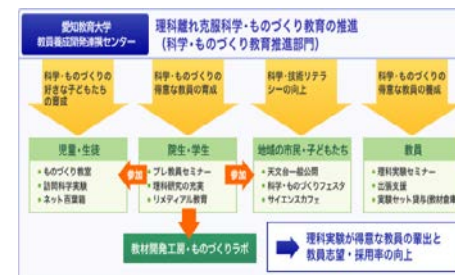 愛知教育大学
教員養成開発連携センター
理科離れ克服科学・ものづくり教育の推進
(科学・ものづくり教育推進部門)
科学・ものづくりの
好きな子どもたち
の育成
科学・ものづくりの
得意な教員の育成
科学・技術リテラ
シーの向上
科学・ものづくりの
得意な教員の養成
児童・生徒
• ものづくり教室
• 訪問科学実験
• ネット百葉箱
参加
院生・学生
• プレ教員セミナー
• 理科研究の充実
• リメディアル教育
参加
地域の市民・子どもたち
• 天文台一般公開
• 科学・ものづくりフェスタ
• サイエンスカフェ
教員
• 理科実験セミナー
• 出張支援
• 実験セット貸与(教材倉庫
教材開発工房・ものづくりラボ
理科実験が得意な教員の輩出と
教員志望・採用率の向上